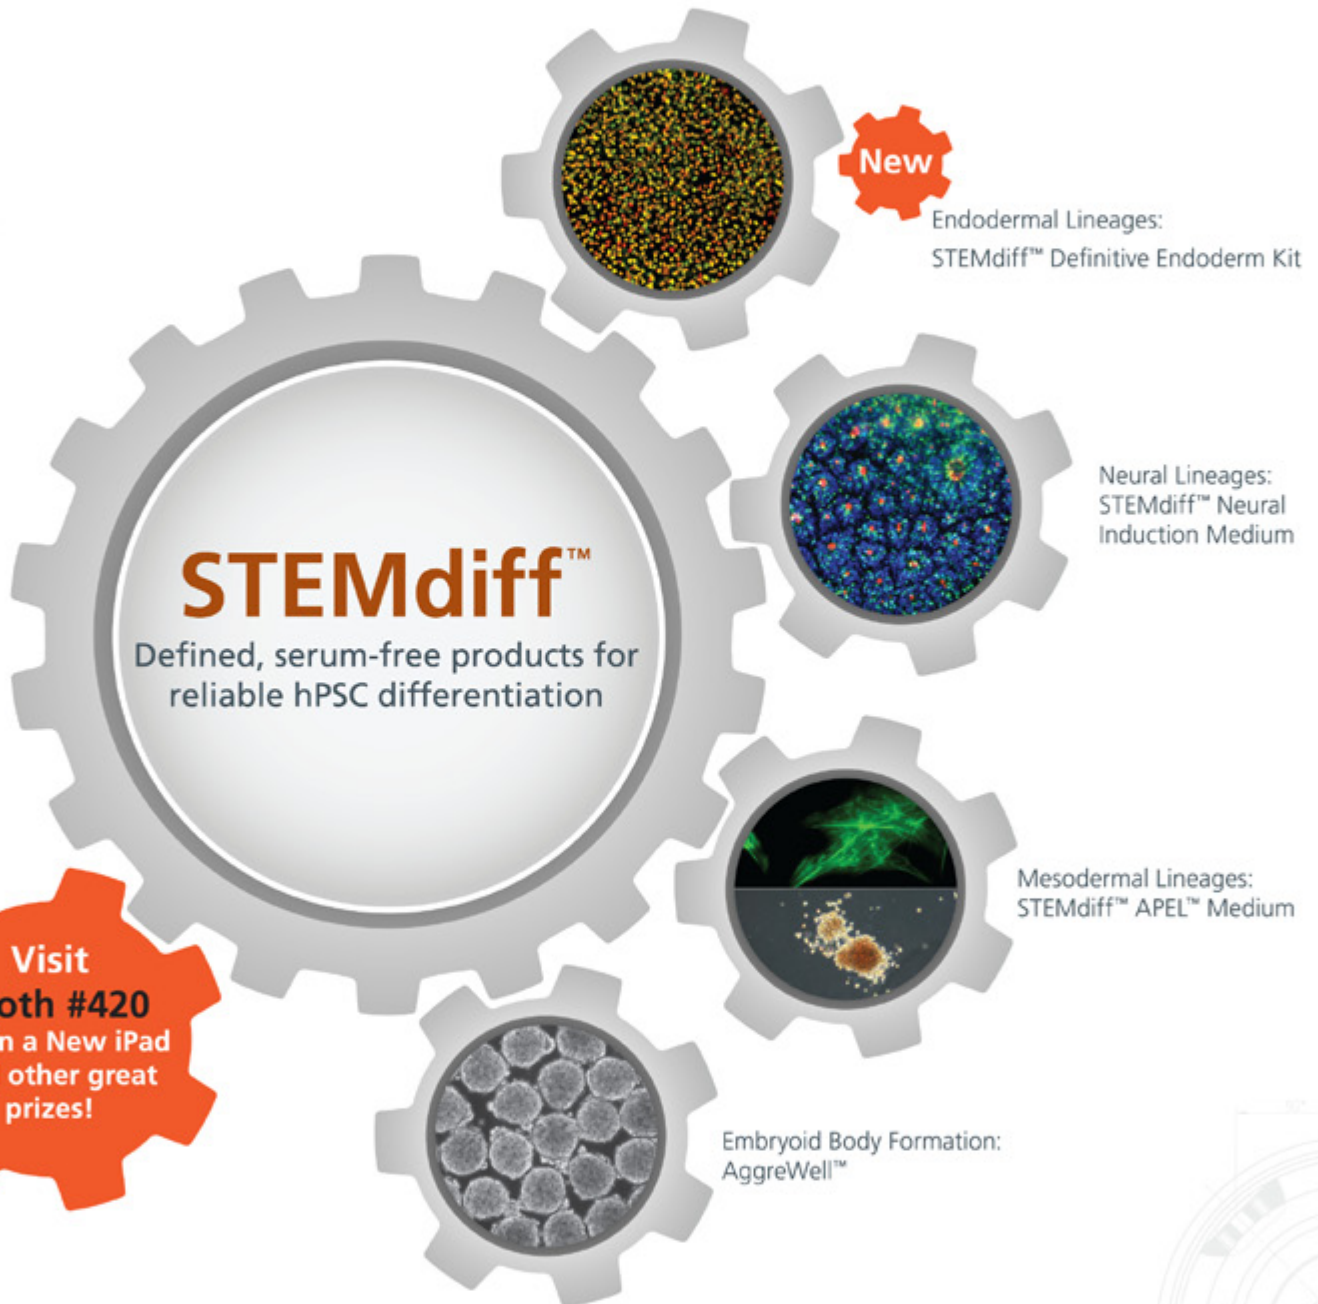 New
Endodermal Lineages:
STEMdiff™ Definitive Endoderm Kit
Neural Lineages:
STEMdiff™ Neural
Induction Medium
STEMdiff™
Defined, serum-free products for
reliable hPSC differentiation
Mesodermal Lineages:
STEMdiff™ APEL™ Medium
Visit
oth #420
n a New iPad
other great
prizes!
Embryoid Body Formation:
AggreWell™